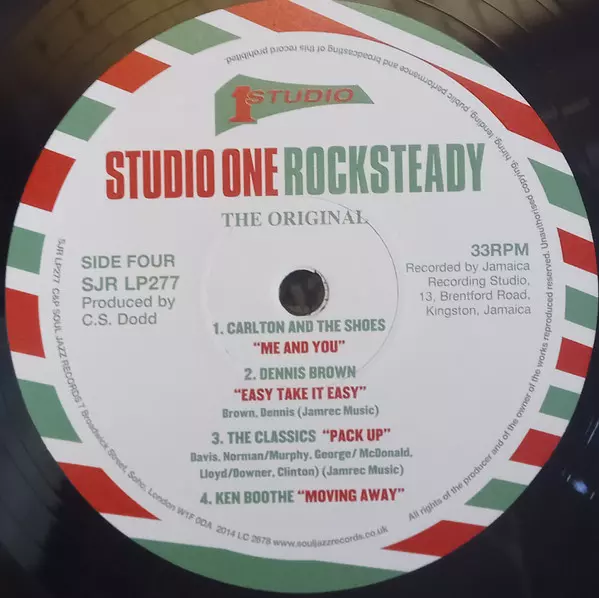 1 STUDIO
STUDIO ONE ROCKSTEADY
THE ORIGINAL
SIDE FOUR
SJR LP277
Produced by
C.S. Dodd
33RPM
Recorded by Jamaica
Recording Studio,
13, Brentford Road,
Kingston, Jamaica
1. CARLTON AND THE SHOES
"ME AND YOU"
2. DENNIS BROWN
"EASY TAKE IT EASY"
Brown, Dennis (Jamrec Music)
3. THE CLASSICS "PACK UP"
Davis, Norman/Murphy, George/ McDonald,
Lloyd/Downer, Clinton) (Jamrec Music)
4. KEN BOOTHE "MOVING AWAY"
SJR LP277 C&P SOUL JAZZ RECORDS 7 Broadwick Street, Soho, London W1F 0DA 2014 LC 2678 www.souljazzrecords.co.uk
All rights of the producer and of the owner of the works reproduced reserved. Unauthorised copying, hiring, lending, public performance and broadcasting of this record prohibited.